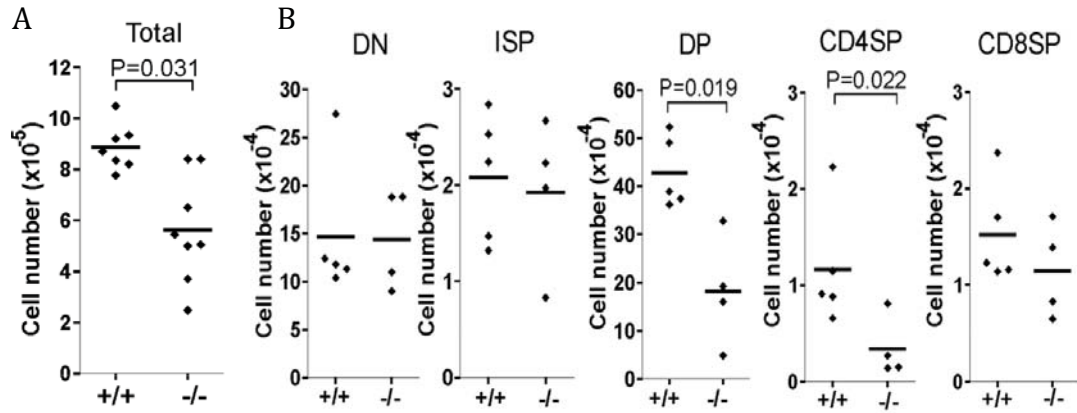 A
Total
P=0.031
Cell number (x10^-5)
12
10
8
6
4
2
0
+/+ -/-
B
DN
Cell number (x10^-4)
30
25
20
15
10
5
0
+/+ -/-
ISP
Cell number (x10^-4)
3
2
1
0
+/+ -/-
DP
P=0.019
Cell number (x10^-4)
60
50
40
30
20
10
0
+/+ -/-
CD4SP
P=0.022
Cell number (x10^-4)
3
2
1
0
+/+ -/-
CD8SP
Cell number (x10^-4)
3
2
1
0
+/+ -/-